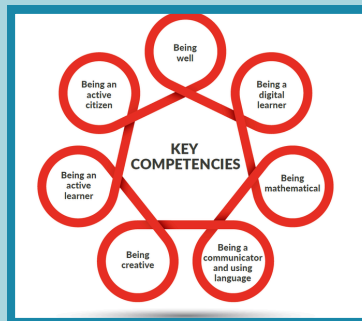 Being
well
Being a
digital
learner
Being
mathematical
Being a
communicator
and using
language
Being
creative
Being an
active
learner
Being an
active
citizen
KEY
COMPETENCIES